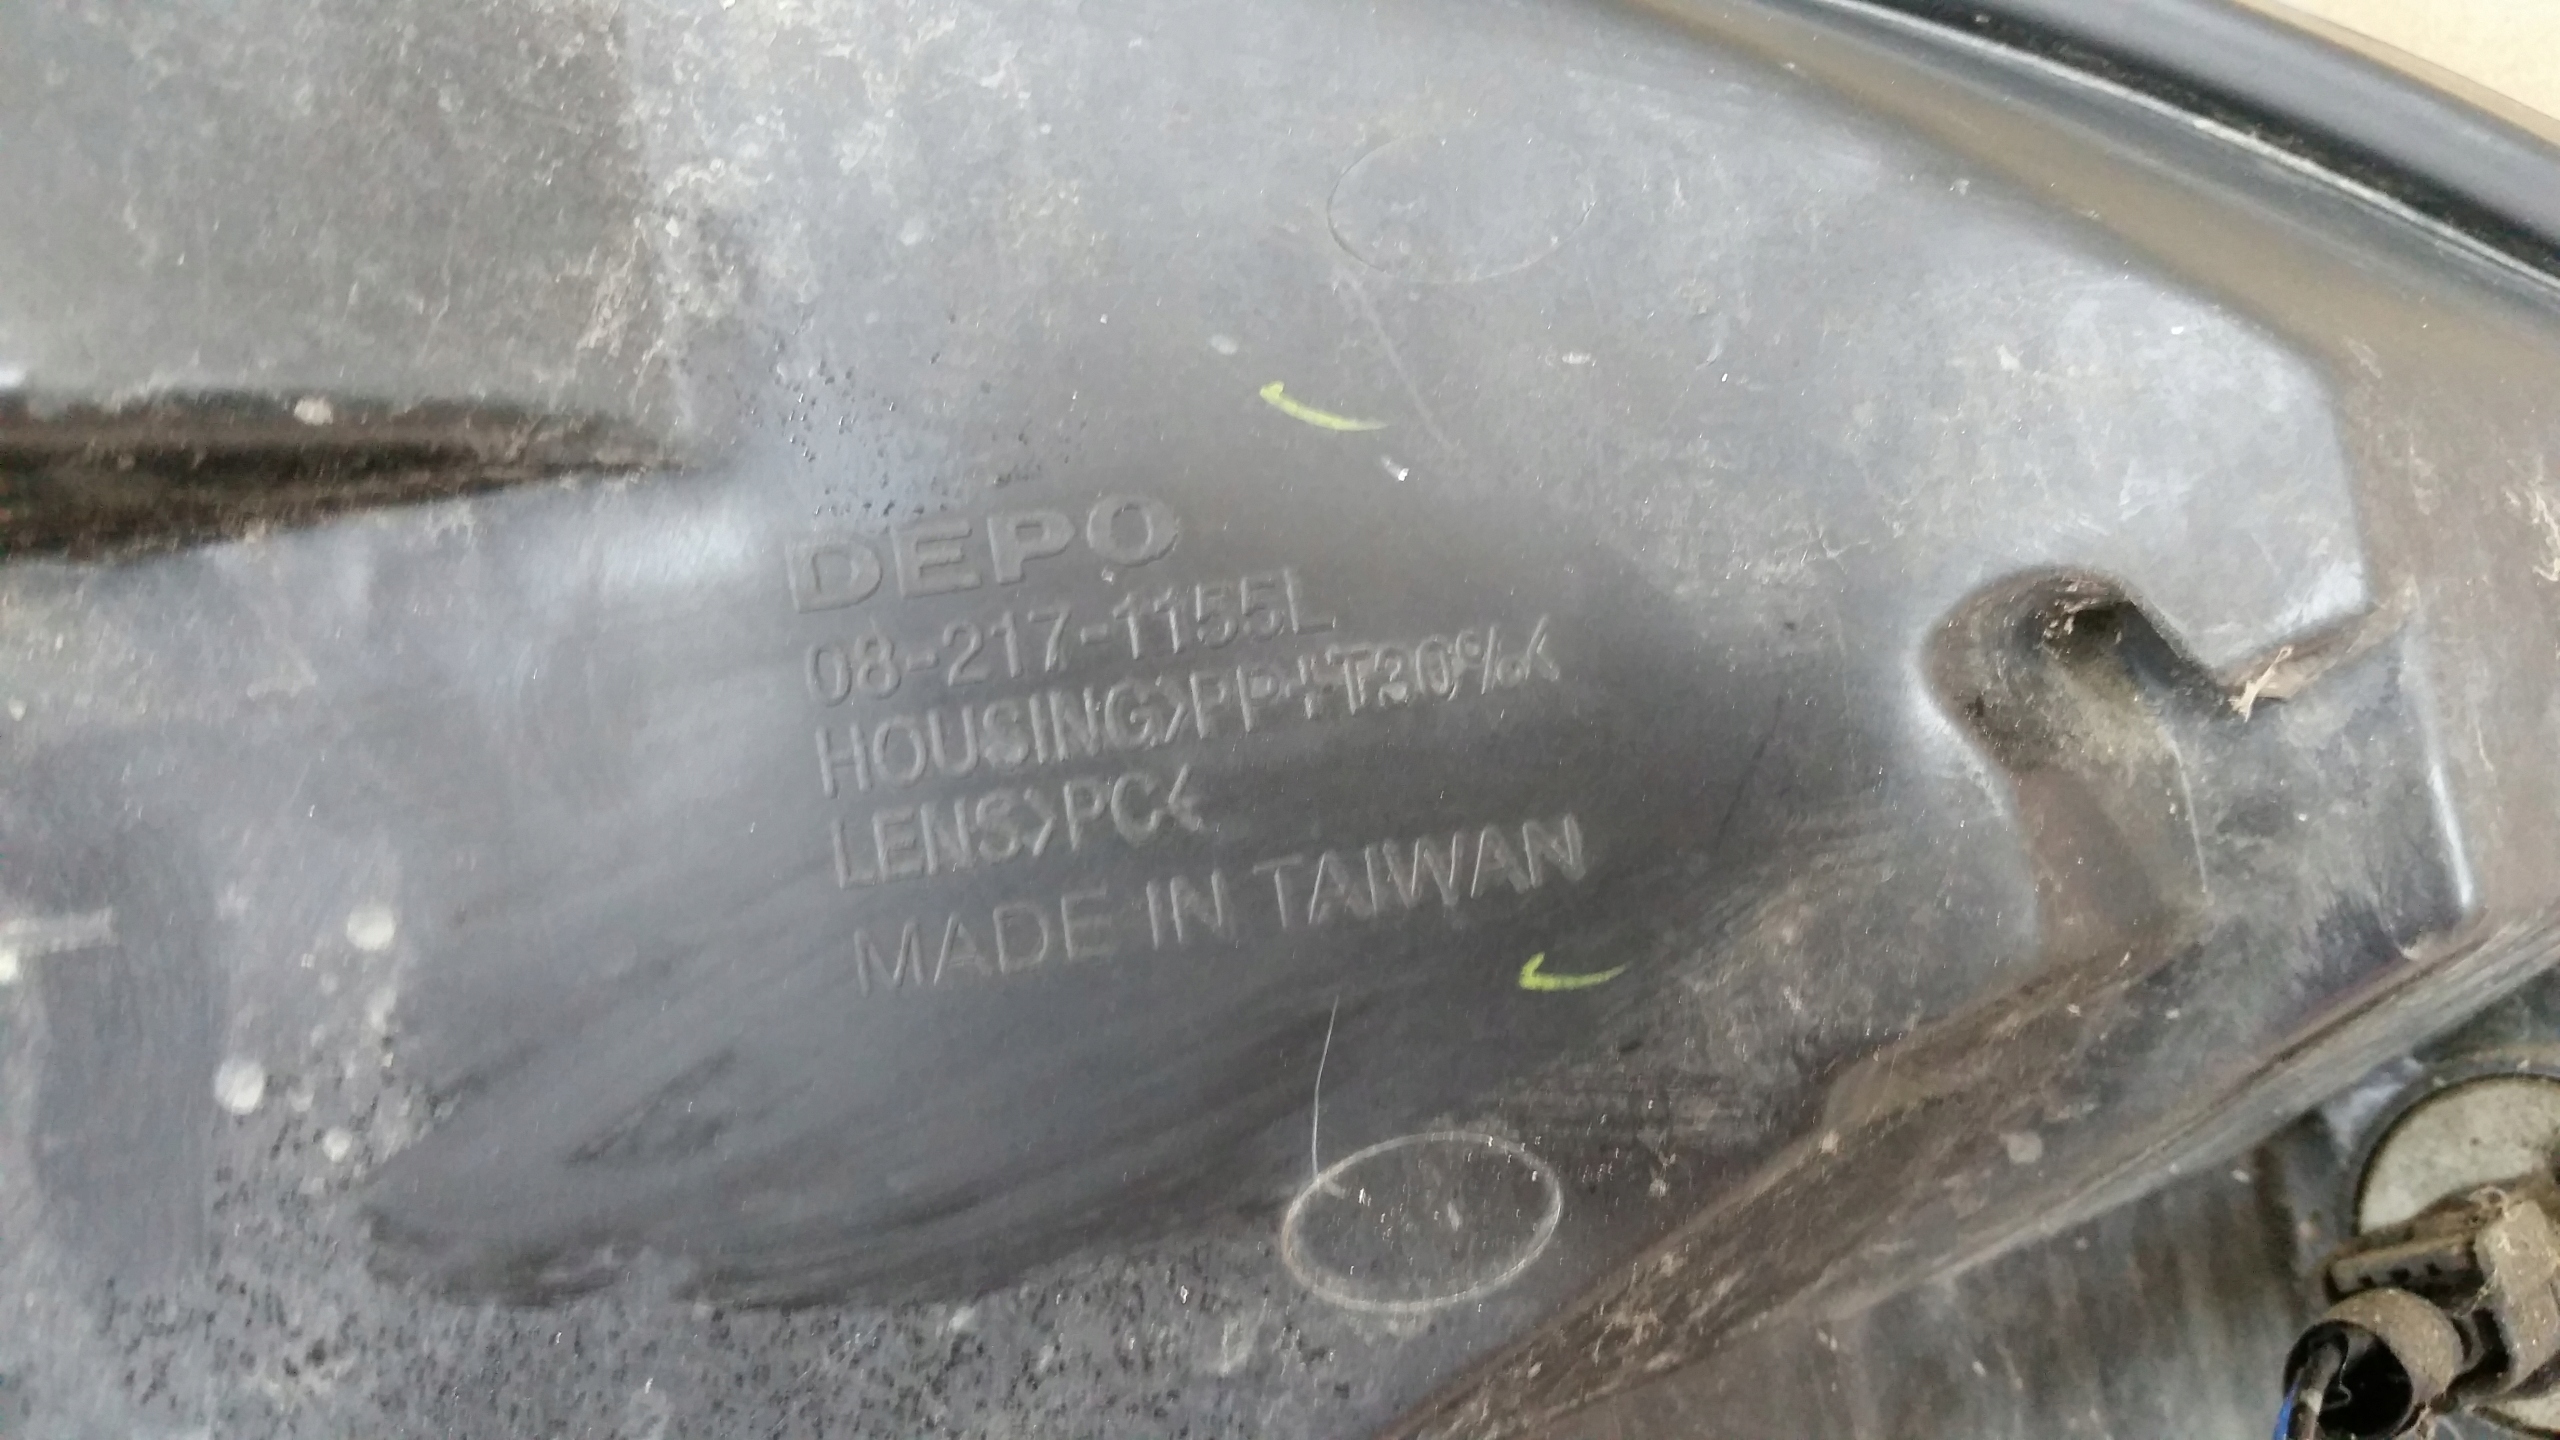 DEPO
08-217-1155L
HOUSING>PP+T30%<
LENS>PC<
MADE IN TAIWAN